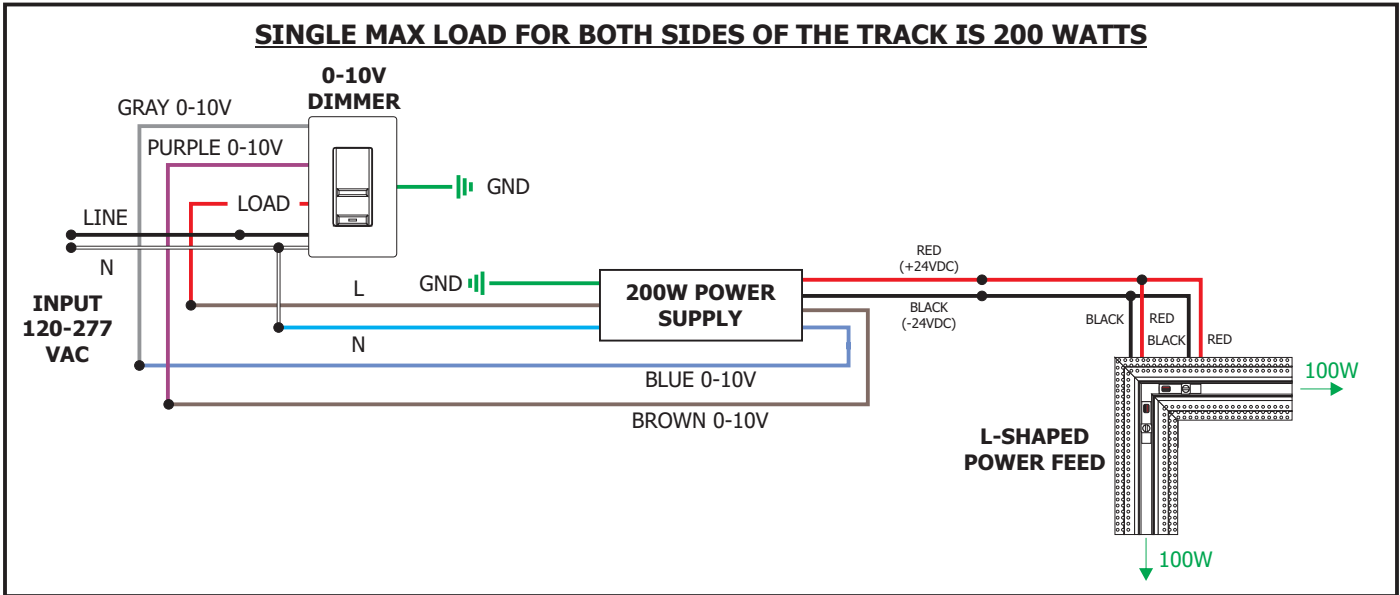 SINGLE MAX LOAD FOR BOTH SIDES OF THE TRACK IS 200 WATTS
0-10V
DIMMER
GRAY 0-10V
PURPLE 0-10V
LOAD
GND
LINE
N
INPUT
120-277
VAC
L
GND
N
200W POWER
SUPPLY
RED
(+24VDC)
BLACK
(-24VDC)
BLACK
RED
BLACK
RED
BLUE 0-10V
BROWN 0-10V
100W
L-SHAPED
POWER FEED
100W